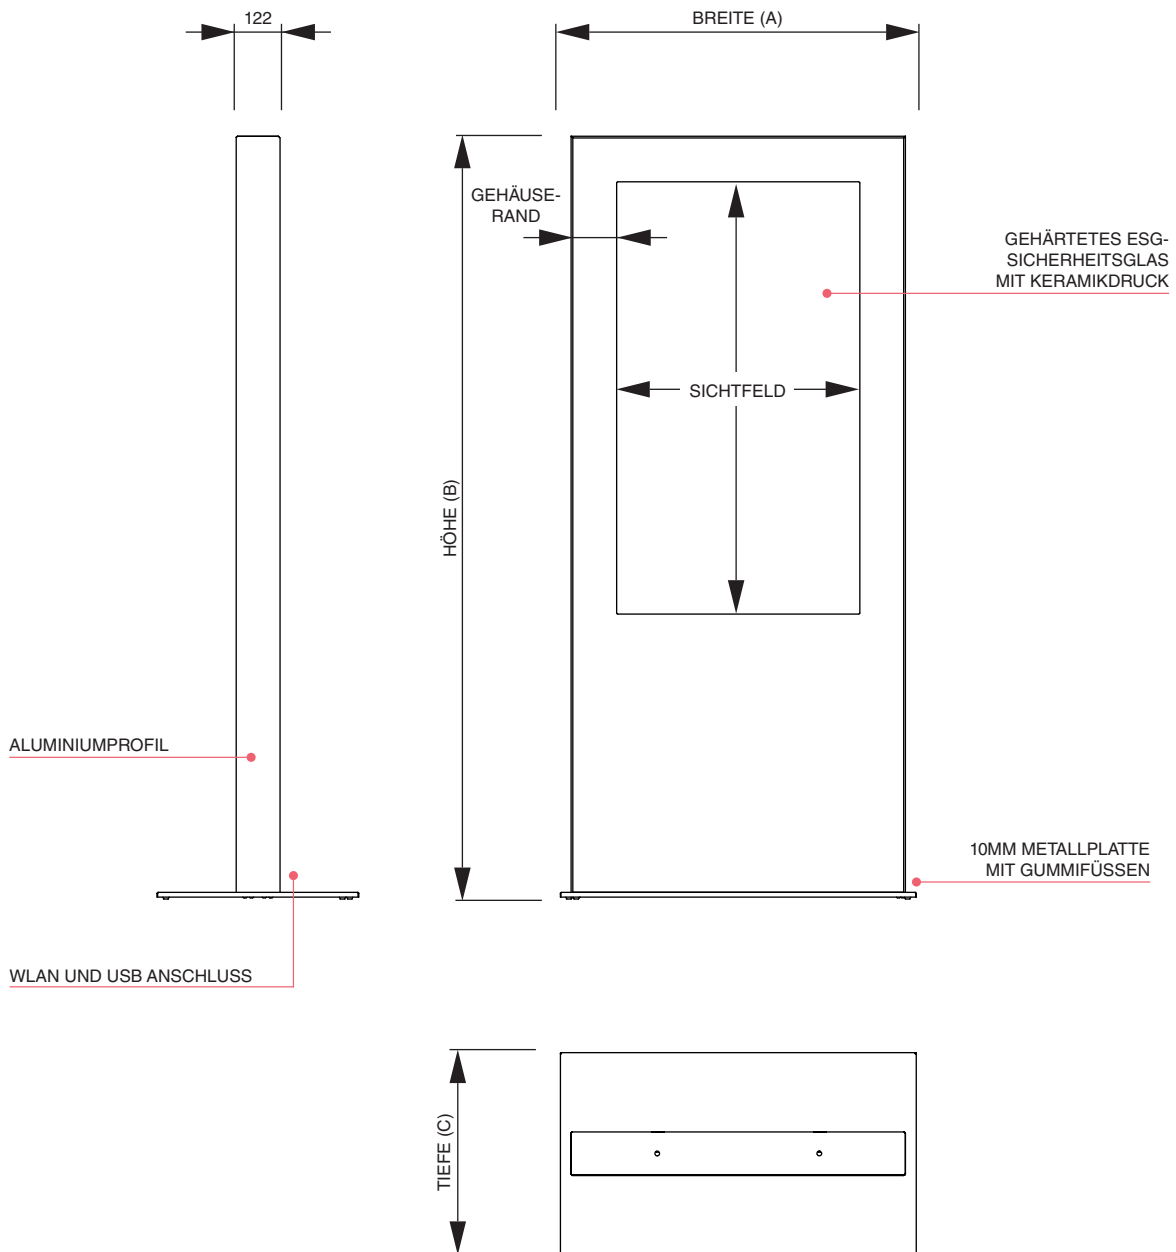 122
BREITE (A)
GEHÄUSE-
RAND
GEHÄRTETES ESG-
SICHERHEITSGLAS
MIT KERAMIKDRUCK
SICHTFELD
HÖHE (B)
ALUMINIUMPROFIL
10MM METALLPLATTE
MIT GUMMIFÜSSEN
WLAN UND USB ANSCHLUSS
TIEFE (C)